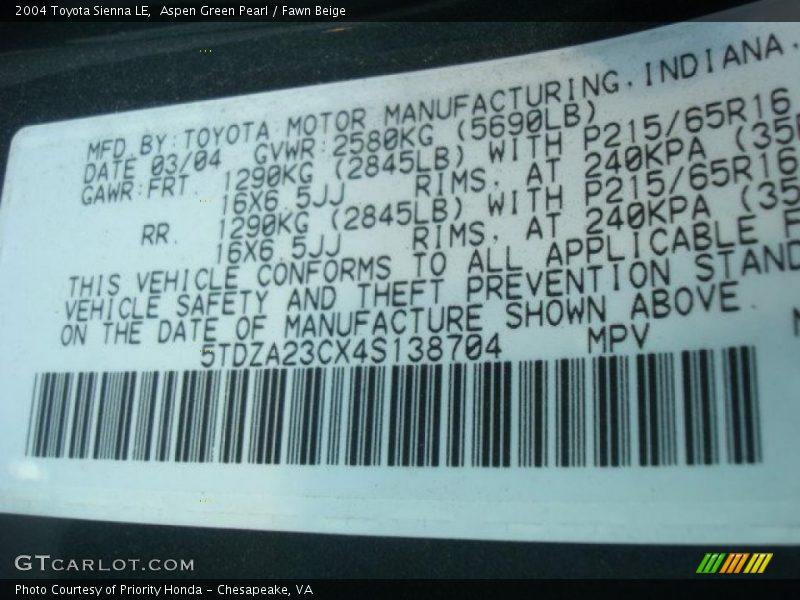 2004 Toyota Sienna LE,  Aspen Green Pearl / Fawn Beige
MFD BY:TOYOTA MOTOR MANUFACTURING,INDIANA.
DATE 03/04 GVWR:2580KG (5690LB)
GAWR:FRT. 1290KG (2845LB) WITH P215/65R16
16X6.5JJ RIMS, AT 240KPA (35
RR. 1290KG (2845LB) WITH P215/65R16
16X6.5JJ RIMS, AT 240KPA (35
THIS VEHICLE CONFORMS TO ALL APPLICABLE F
VEHICLE SAFETY AND THEFT PREVENTION STAND
ON THE DATE OF MANUFACTURE SHOWN ABOVE.
5TDZA23CX4S138704 MPV
GTCARLOT.COM
Photo Courtesy of Priority Honda - Chesapeake, VA